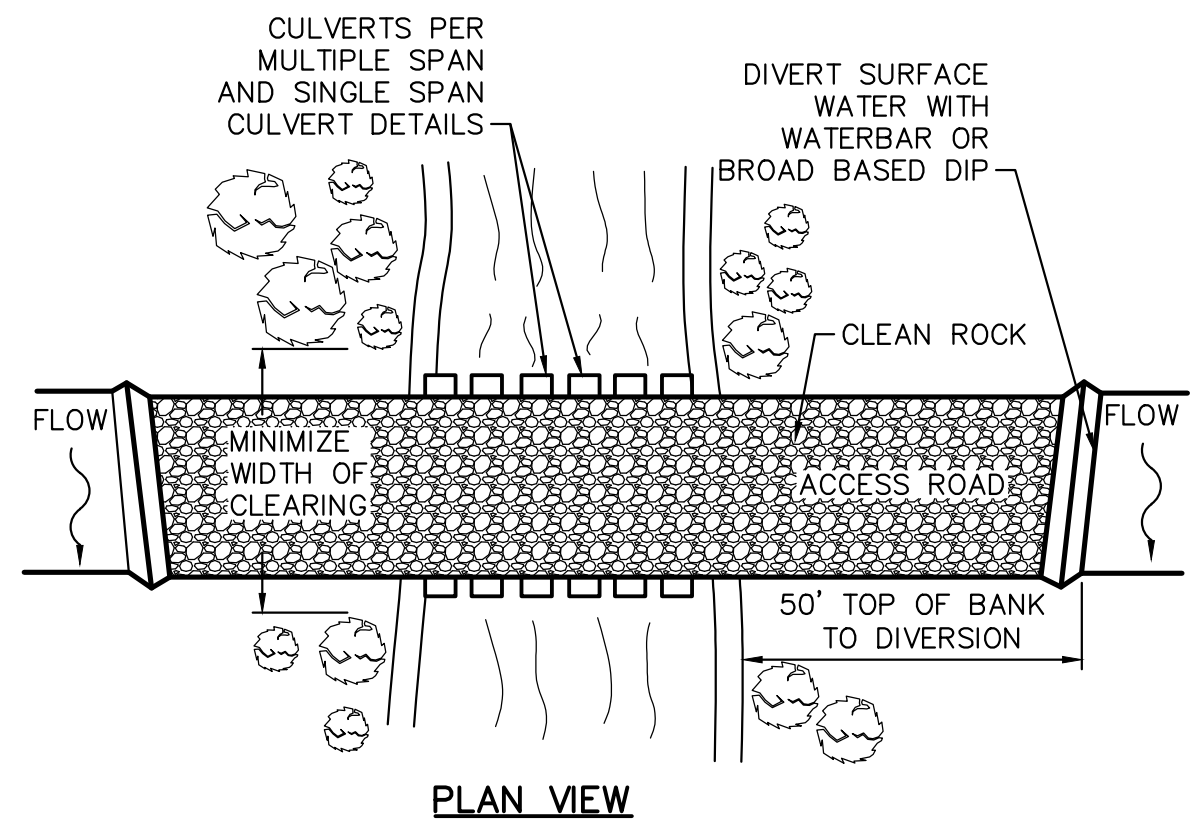 CULVERTS PER
MULTIPLE SPAN
AND SINGLE SPAN
CULVERT DETAILS
DIVERT SURFACE
WATER WITH
WATERBAR OR
BROAD BASED DIP
CLEAN ROCK
FLOW
FLOW
MINIMIZE
WIDTH OF
CLEARING
ACCESS ROAD
50' TOP OF BANK
TO DIVERSION
PLAN VIEW